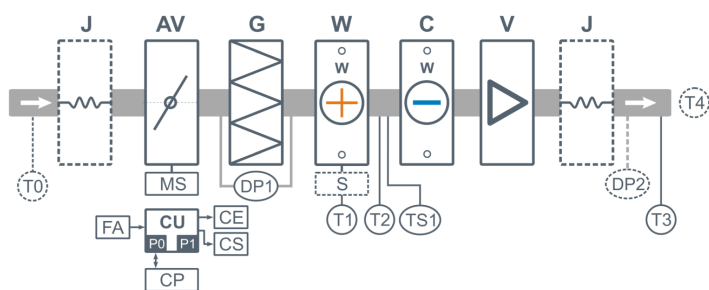 J AV G W C V J
W W
T4
T0 MS DP1 S DP2
T1 T2 TS1 T3
FA CU CE
P0 P1 CS
CP